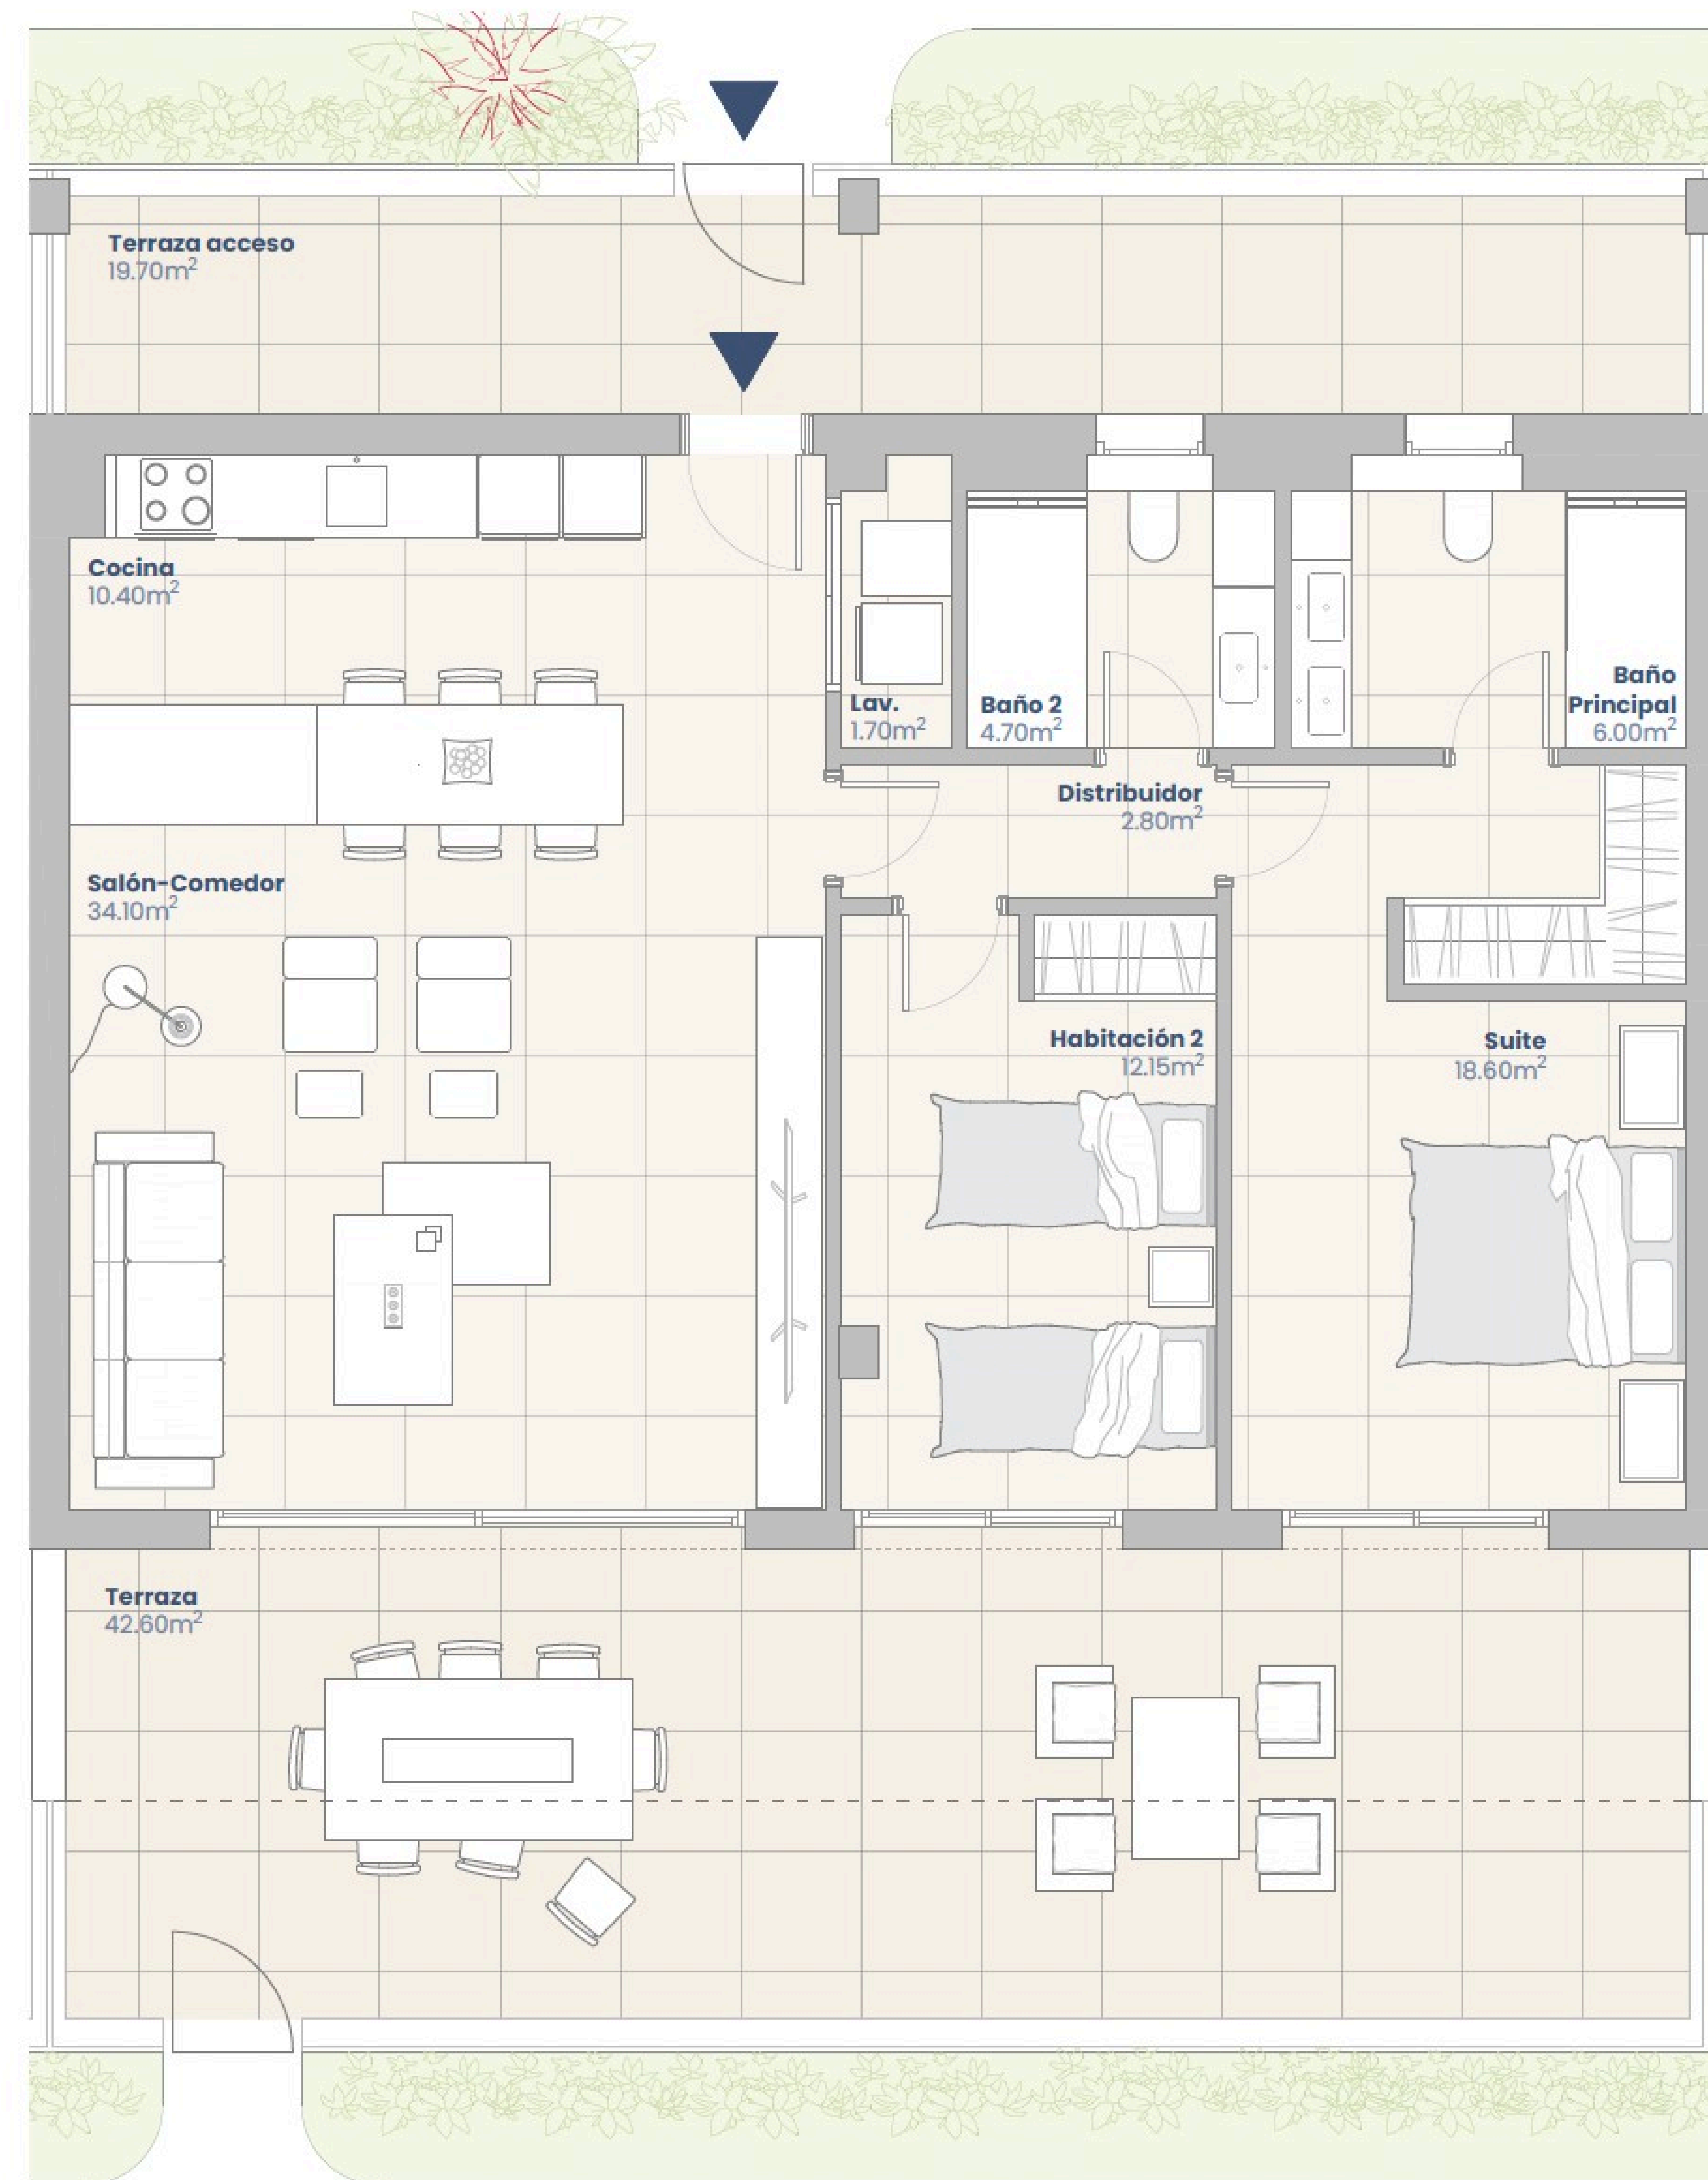 Terraza acceso
19.70m²
Cocina
10.40m²
Lav.
1.70m²
Baño 2
4.70m²
Baño
Principal
6.00m²
Distribuidor
2.80m²
Salón-Comedor
34.10m²
Habitación 2
12.15m²
Suite
18.60m²
Terraza
42.60m²